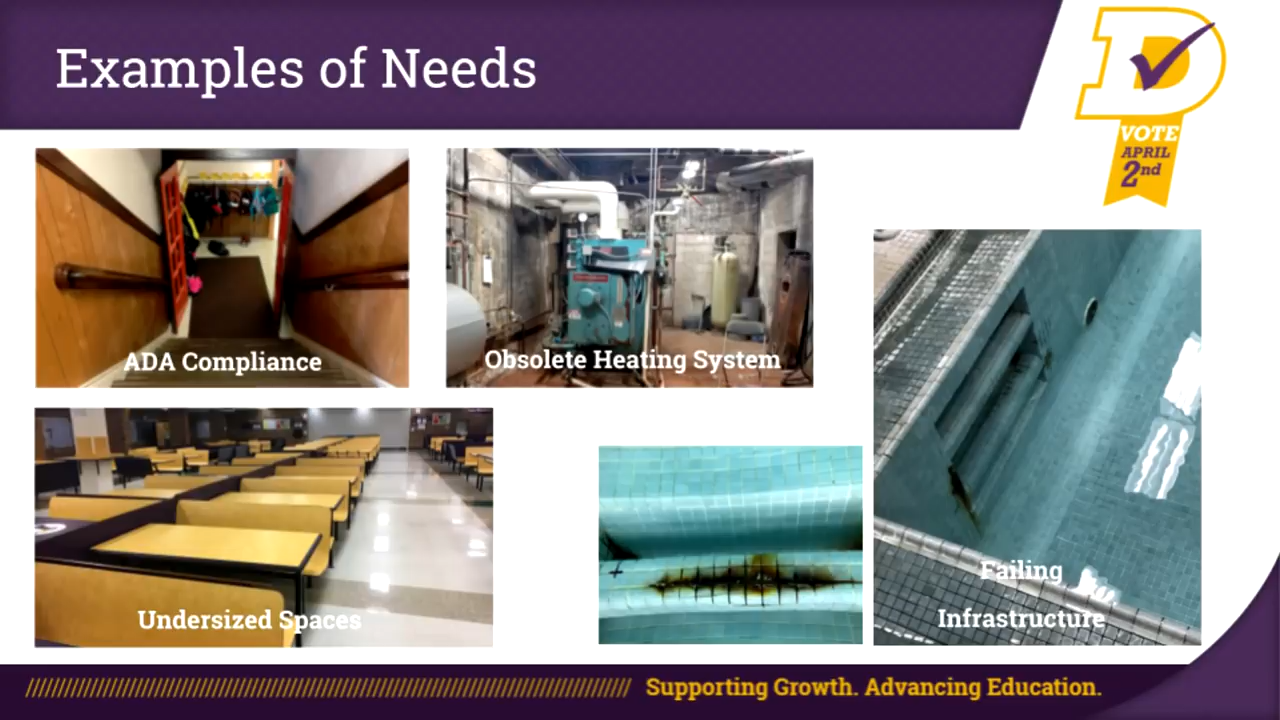 Examples of Needs
D
VOTE
APRIL
2nd
ADA Compliance
Obsolete Heating System
Undersized Spaces
Failing
Infrastructure
Supporting Growth. Advancing Education.